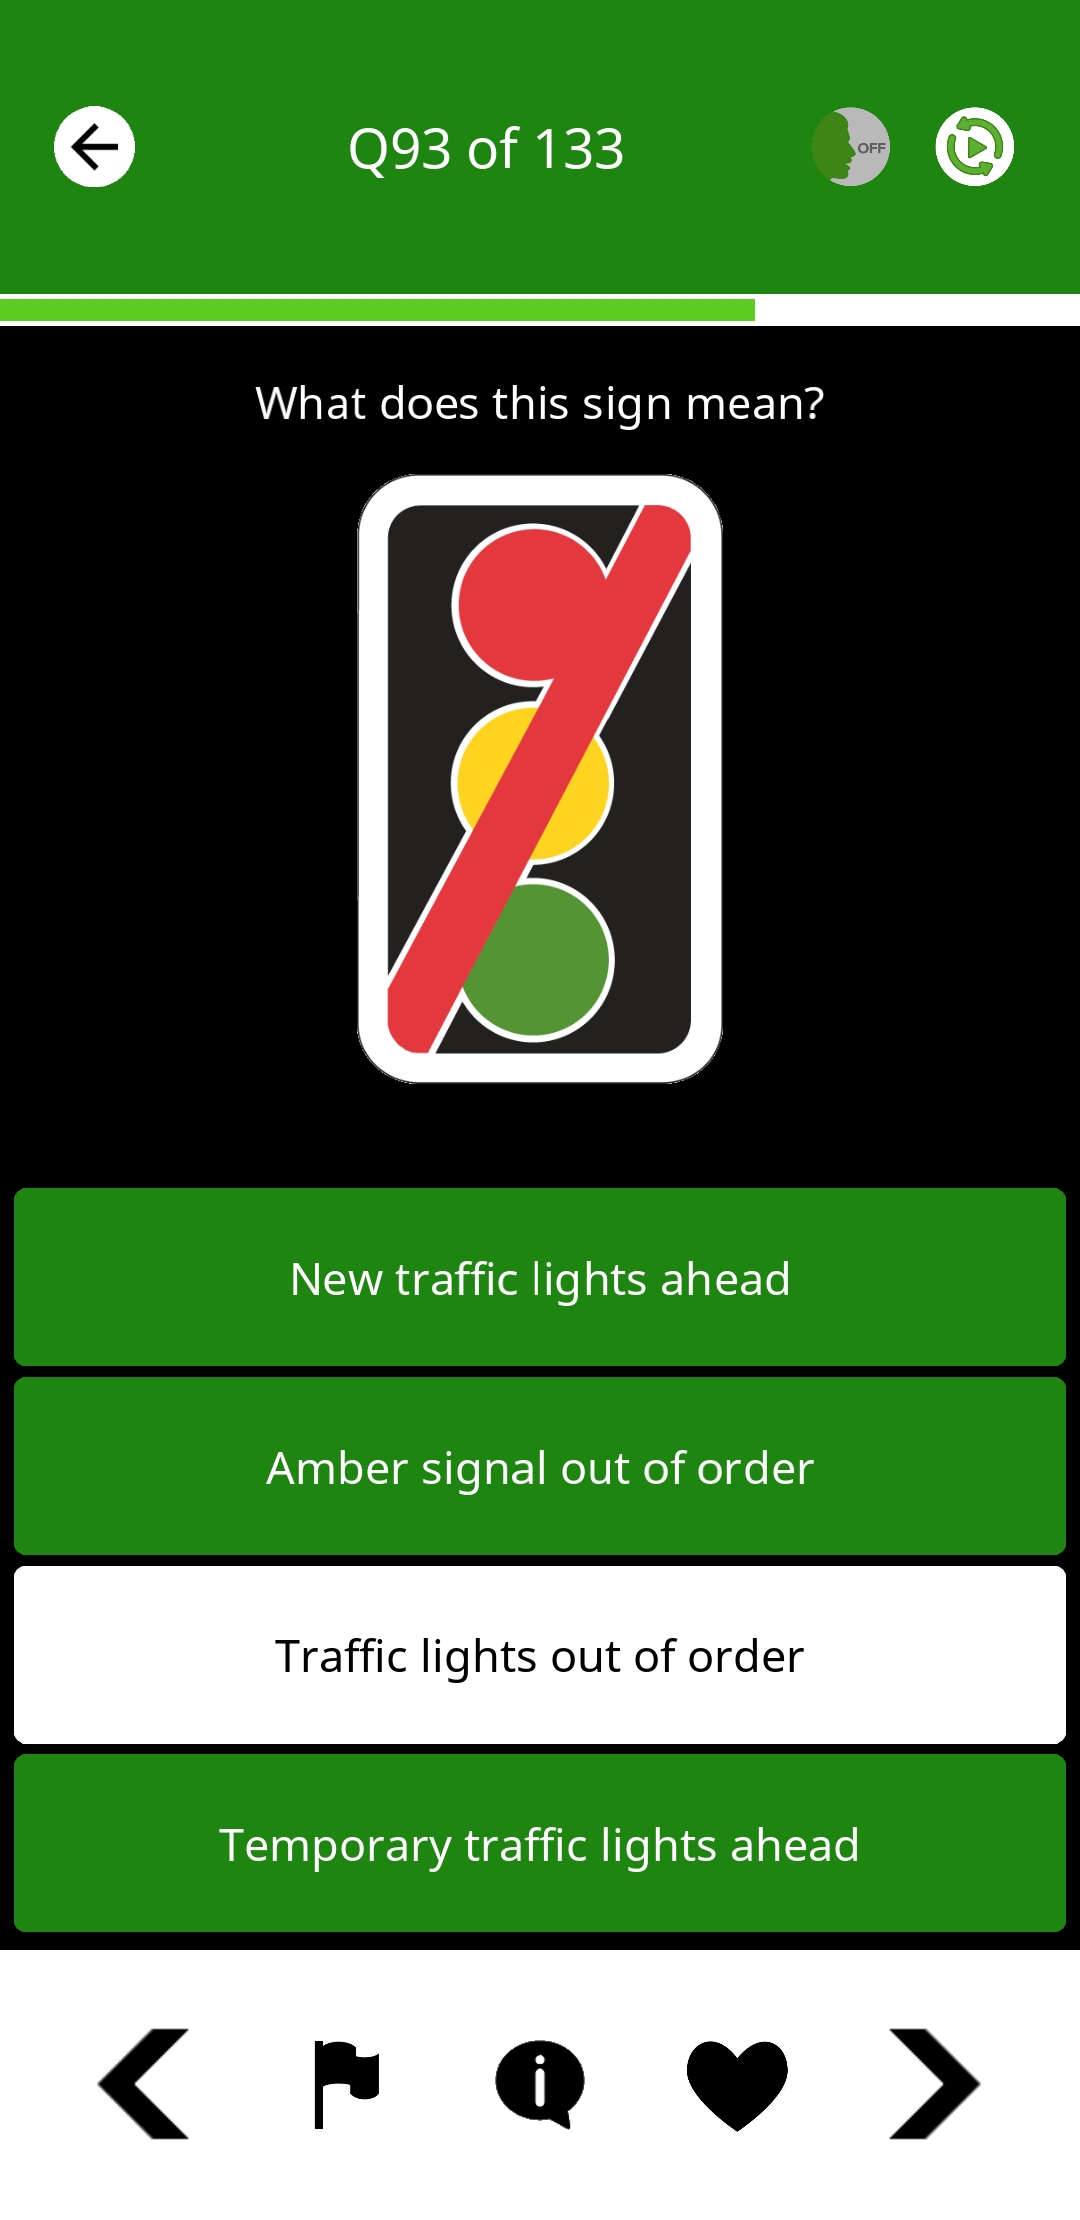 Q93 of 133
OFF
What does this sign mean?
New traffic lights ahead
Amber signal out of order
Traffic lights out of order
Temporary traffic lights ahead